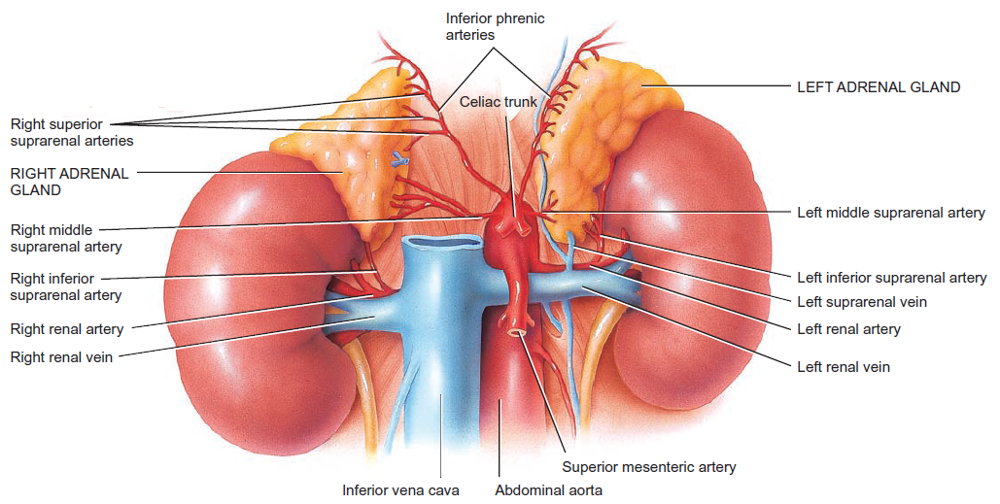 Inferior phrenic
arteries
Celiac trunk
LEFT ADRENAL GLAND
Right superior
suprarenal arteries
RIGHT ADRENAL
GLAND
Right middle
suprarenal artery
Right inferior
suprarenal artery
Right renal artery
Right renal vein
Left middle suprarenal artery
Left inferior suprarenal artery
Left suprarenal vein
Left renal artery
Left renal vein
Superior mesenteric artery
Inferior vena cava
Abdominal aorta